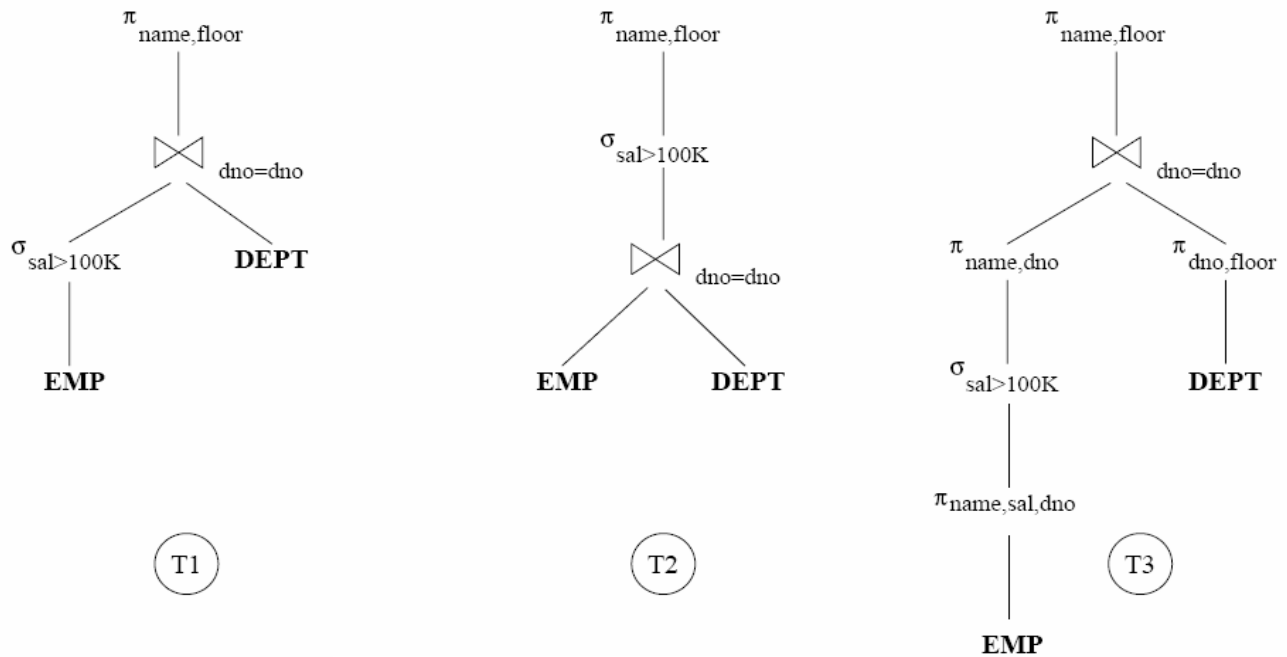 π name,floor π name,floor π name,floor
dno=dno σ sal>100K dno=dno
σ sal>100K DEPT dno=dno π name,dno π dno,floor
EMP EMP DEPT σ sal>100K DEPT
π name,sal,dno
T1 T2 T3
EMP